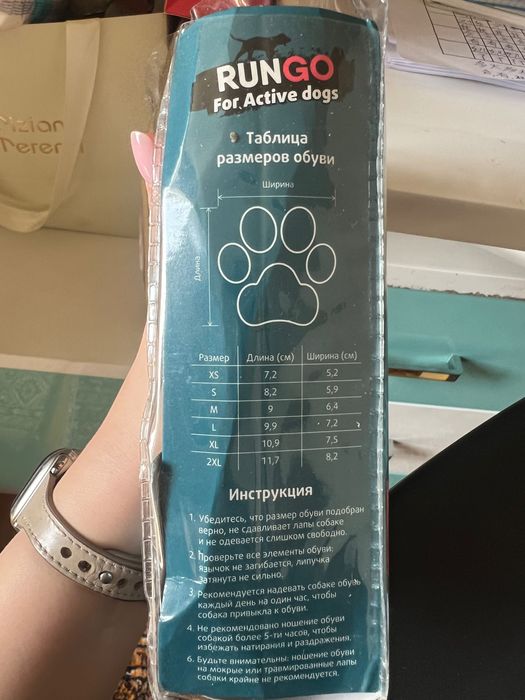 RUNGO
For Active dogs
Таблица
размеров обуви
Ширина
Длина
Размер Длина (см) Ширина (см)
XS 7,2 5,2
S 8,2 5,9
M 9 6,4
L 9,9 7,2
XL 10,9 7,5
2XL 11,7 8,2
Инструкция
1. Убедитесь, что размер обуви подобран
верно, не сдавливает лапы собаке
и не одевается слишком свободно.
2. Проверьте все элементы обуви:
язычок не загибается, липучка
затянута не сильно.
3. Рекомендуется надевать собаке обувь
каждый день на один час, чтобы
собака привыкла к обуви.
4. Не рекомендовано ношение обуви
собакой более 5-ти часов, чтобы
избежать натирания и раздражения.
6. Будьте внимательны: ношение обуви
на мокрые или травмированные лапы
собаки крайне не рекомендуется.